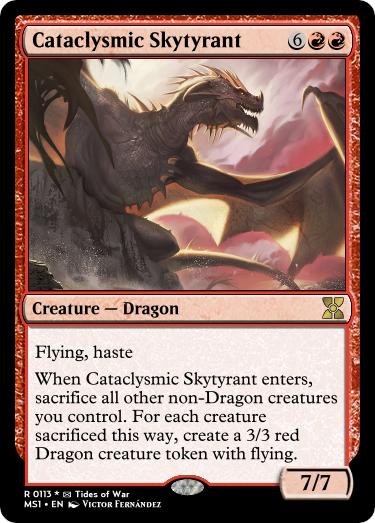 Cataclysmic Skytyrant 6
Creature — Dragon
Flying, haste
When Cataclysmic Skytyrant enters,
sacrifice all other non-Dragon creatures
you control. For each creature
sacrificed this way, create a 3/3 red
Dragon creature token with flying.
7/7
R 0113 * Tides of War
MS1 • EN Victor Fernández